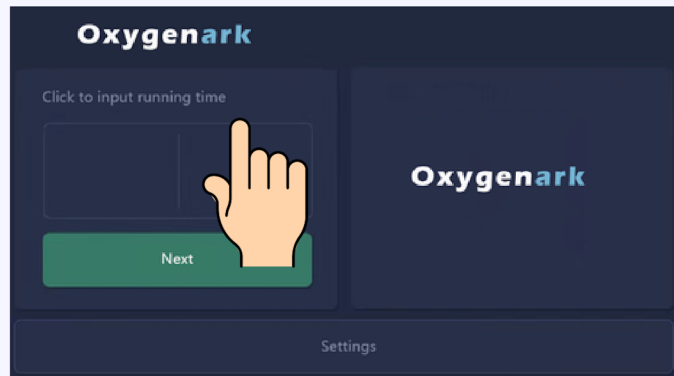 Oxygenark
Click to input running time
Oxygenark
Next
Settings